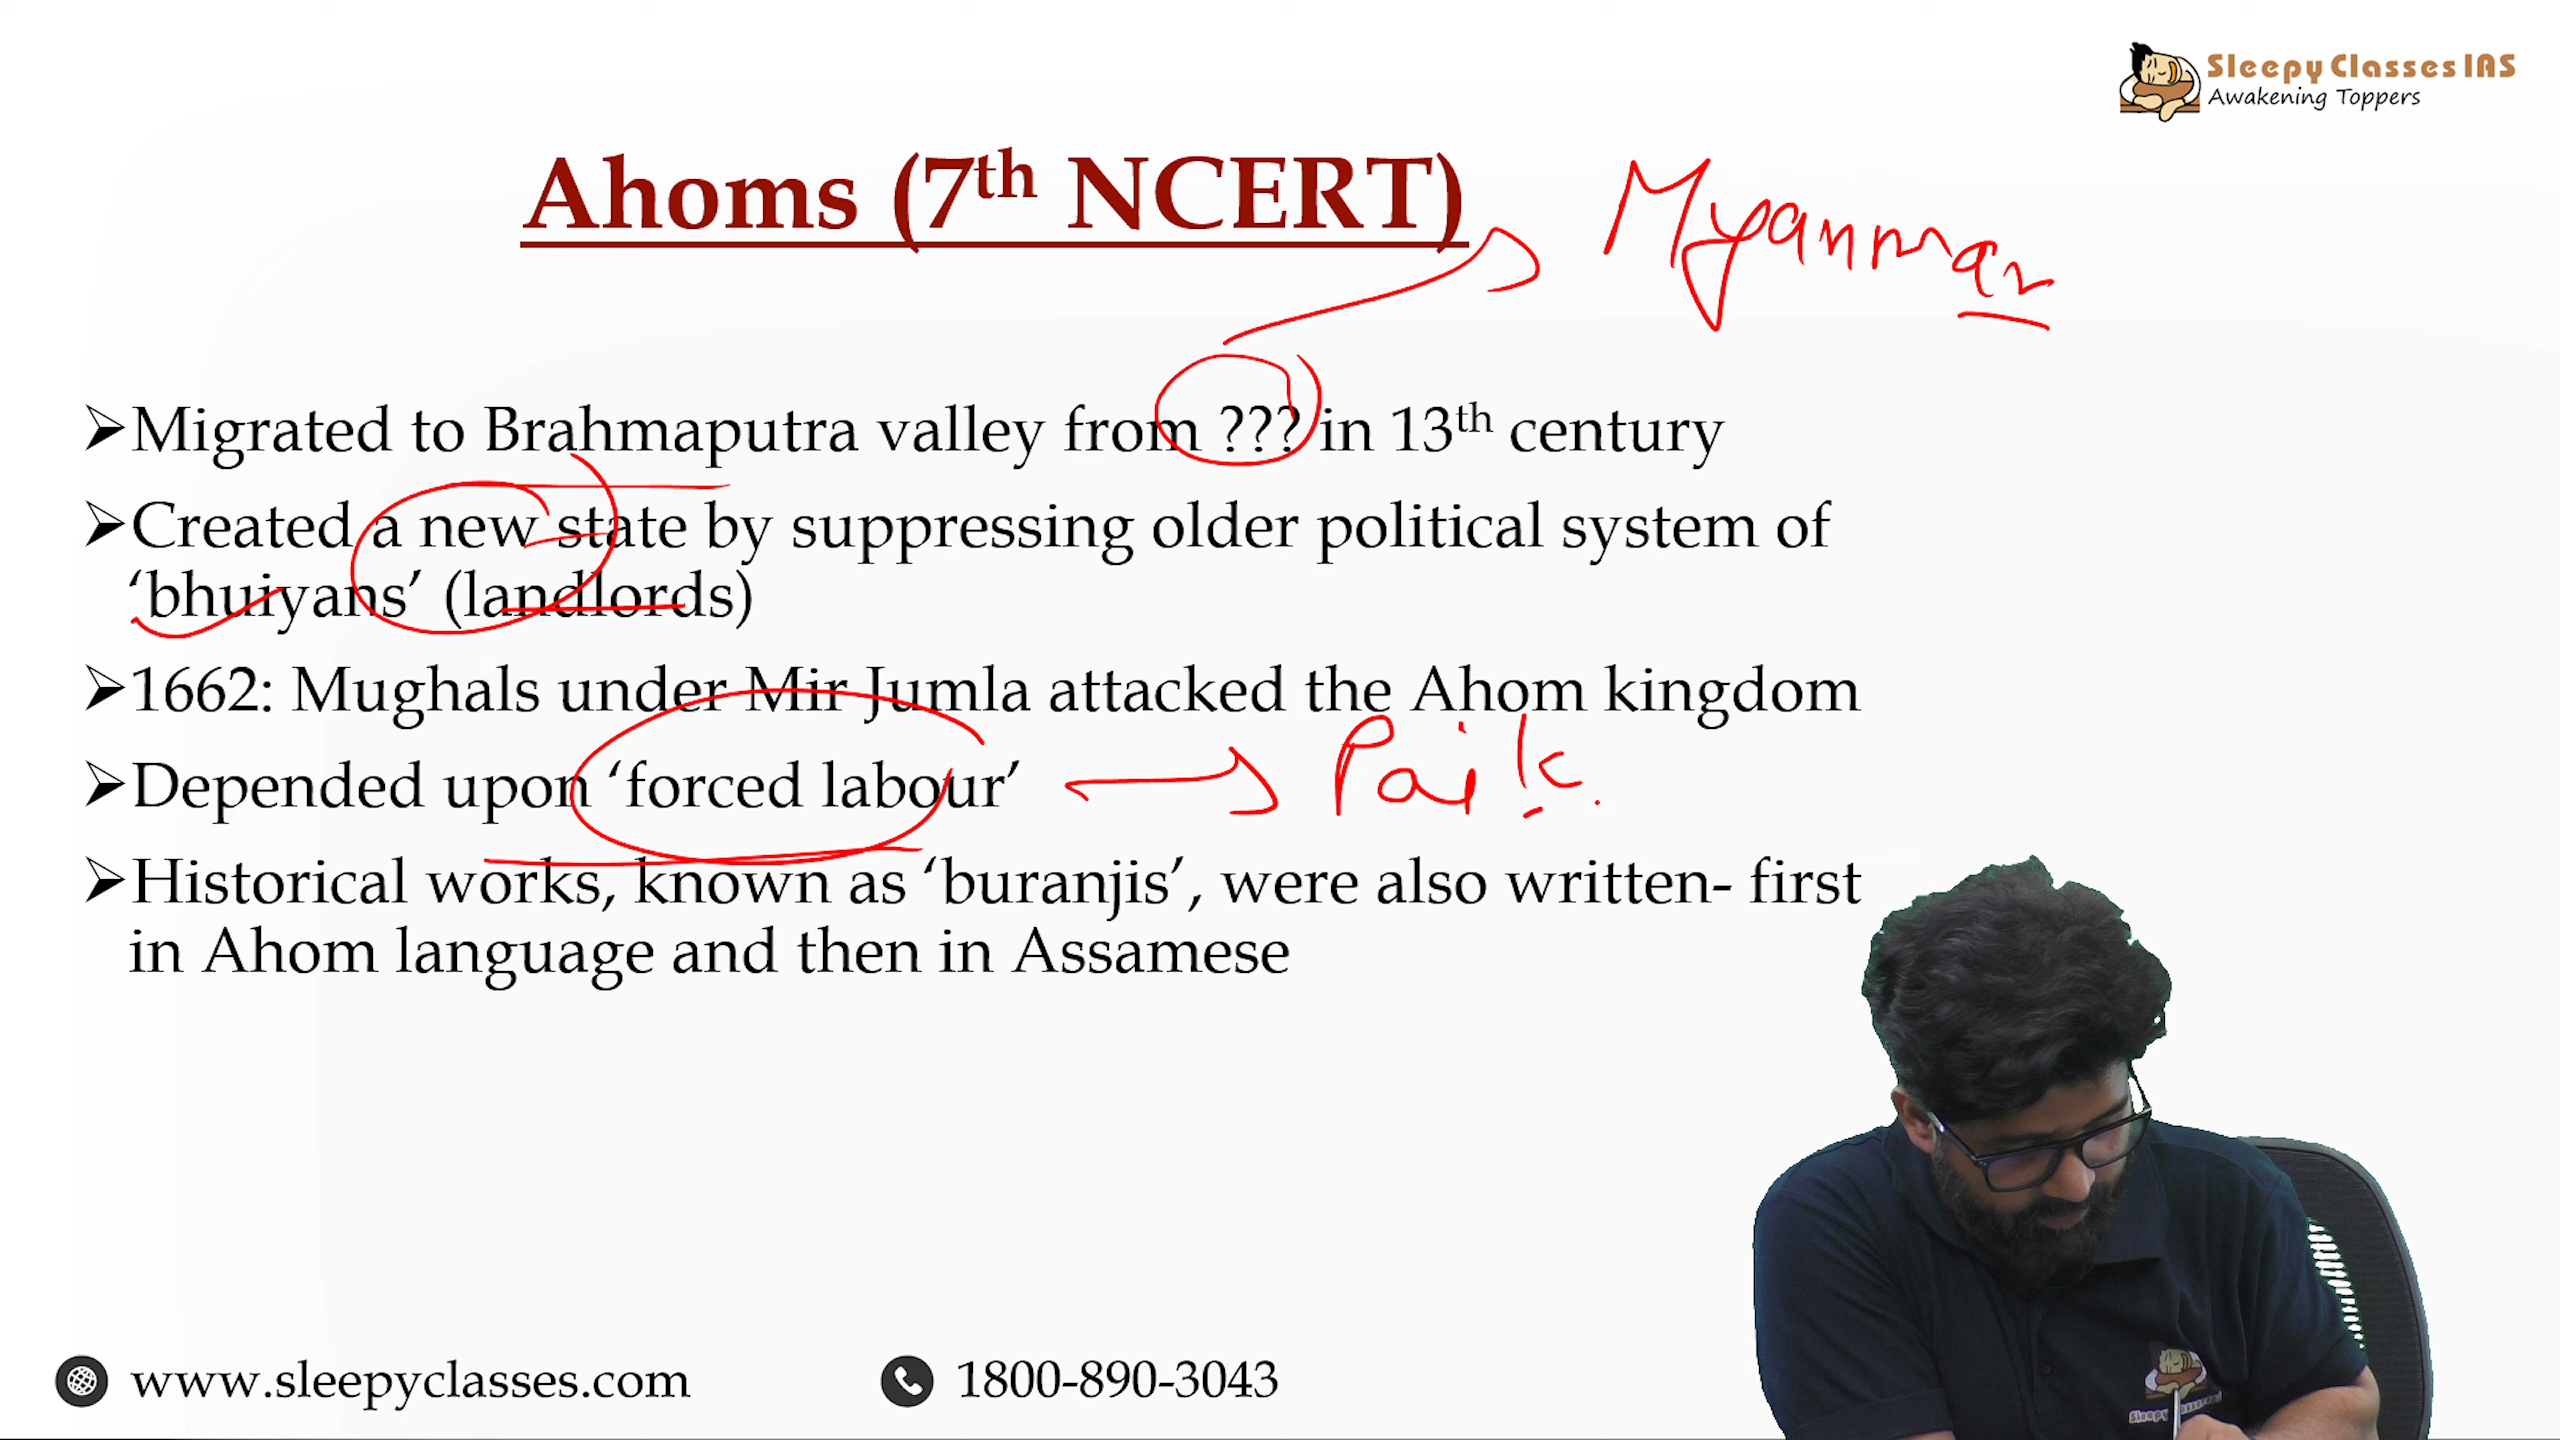 Sleepy Classes IAS
Awakening Toppers
Ahoms (7th NCERT)
Myanmar
➢Migrated to Brahmaputra valley from ??? in 13th century
➢Created a new state by suppressing older political system of
‘bhuiyans’ (landlords)
➢1662: Mughals under Mir Jumla attacked the Ahom kingdom
➢Depended upon ‘forced labour’
Paik
➢Historical works, known as ‘buranjis’, were also written- first
in Ahom language and then in Assamese
www.sleepyclasses.com
1800-890-3043